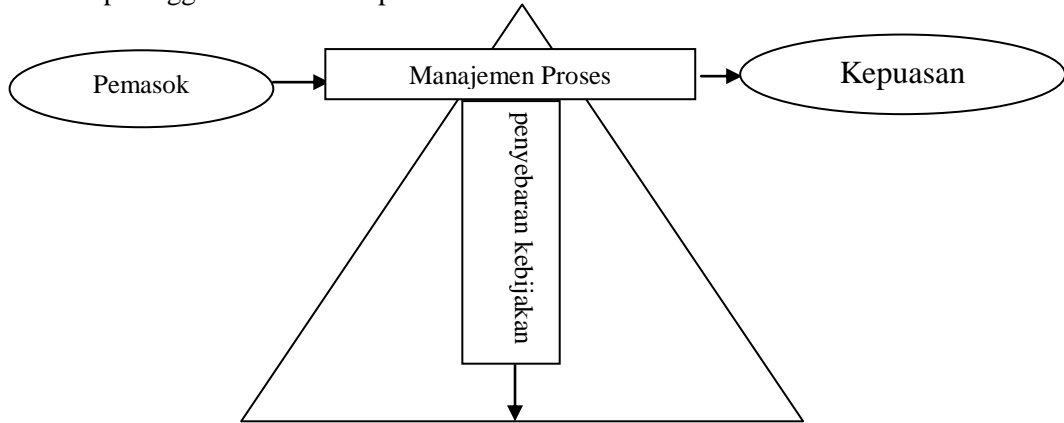 Pemasok
Manajemen Proses
Kepuasan
penyebaran kebijakan